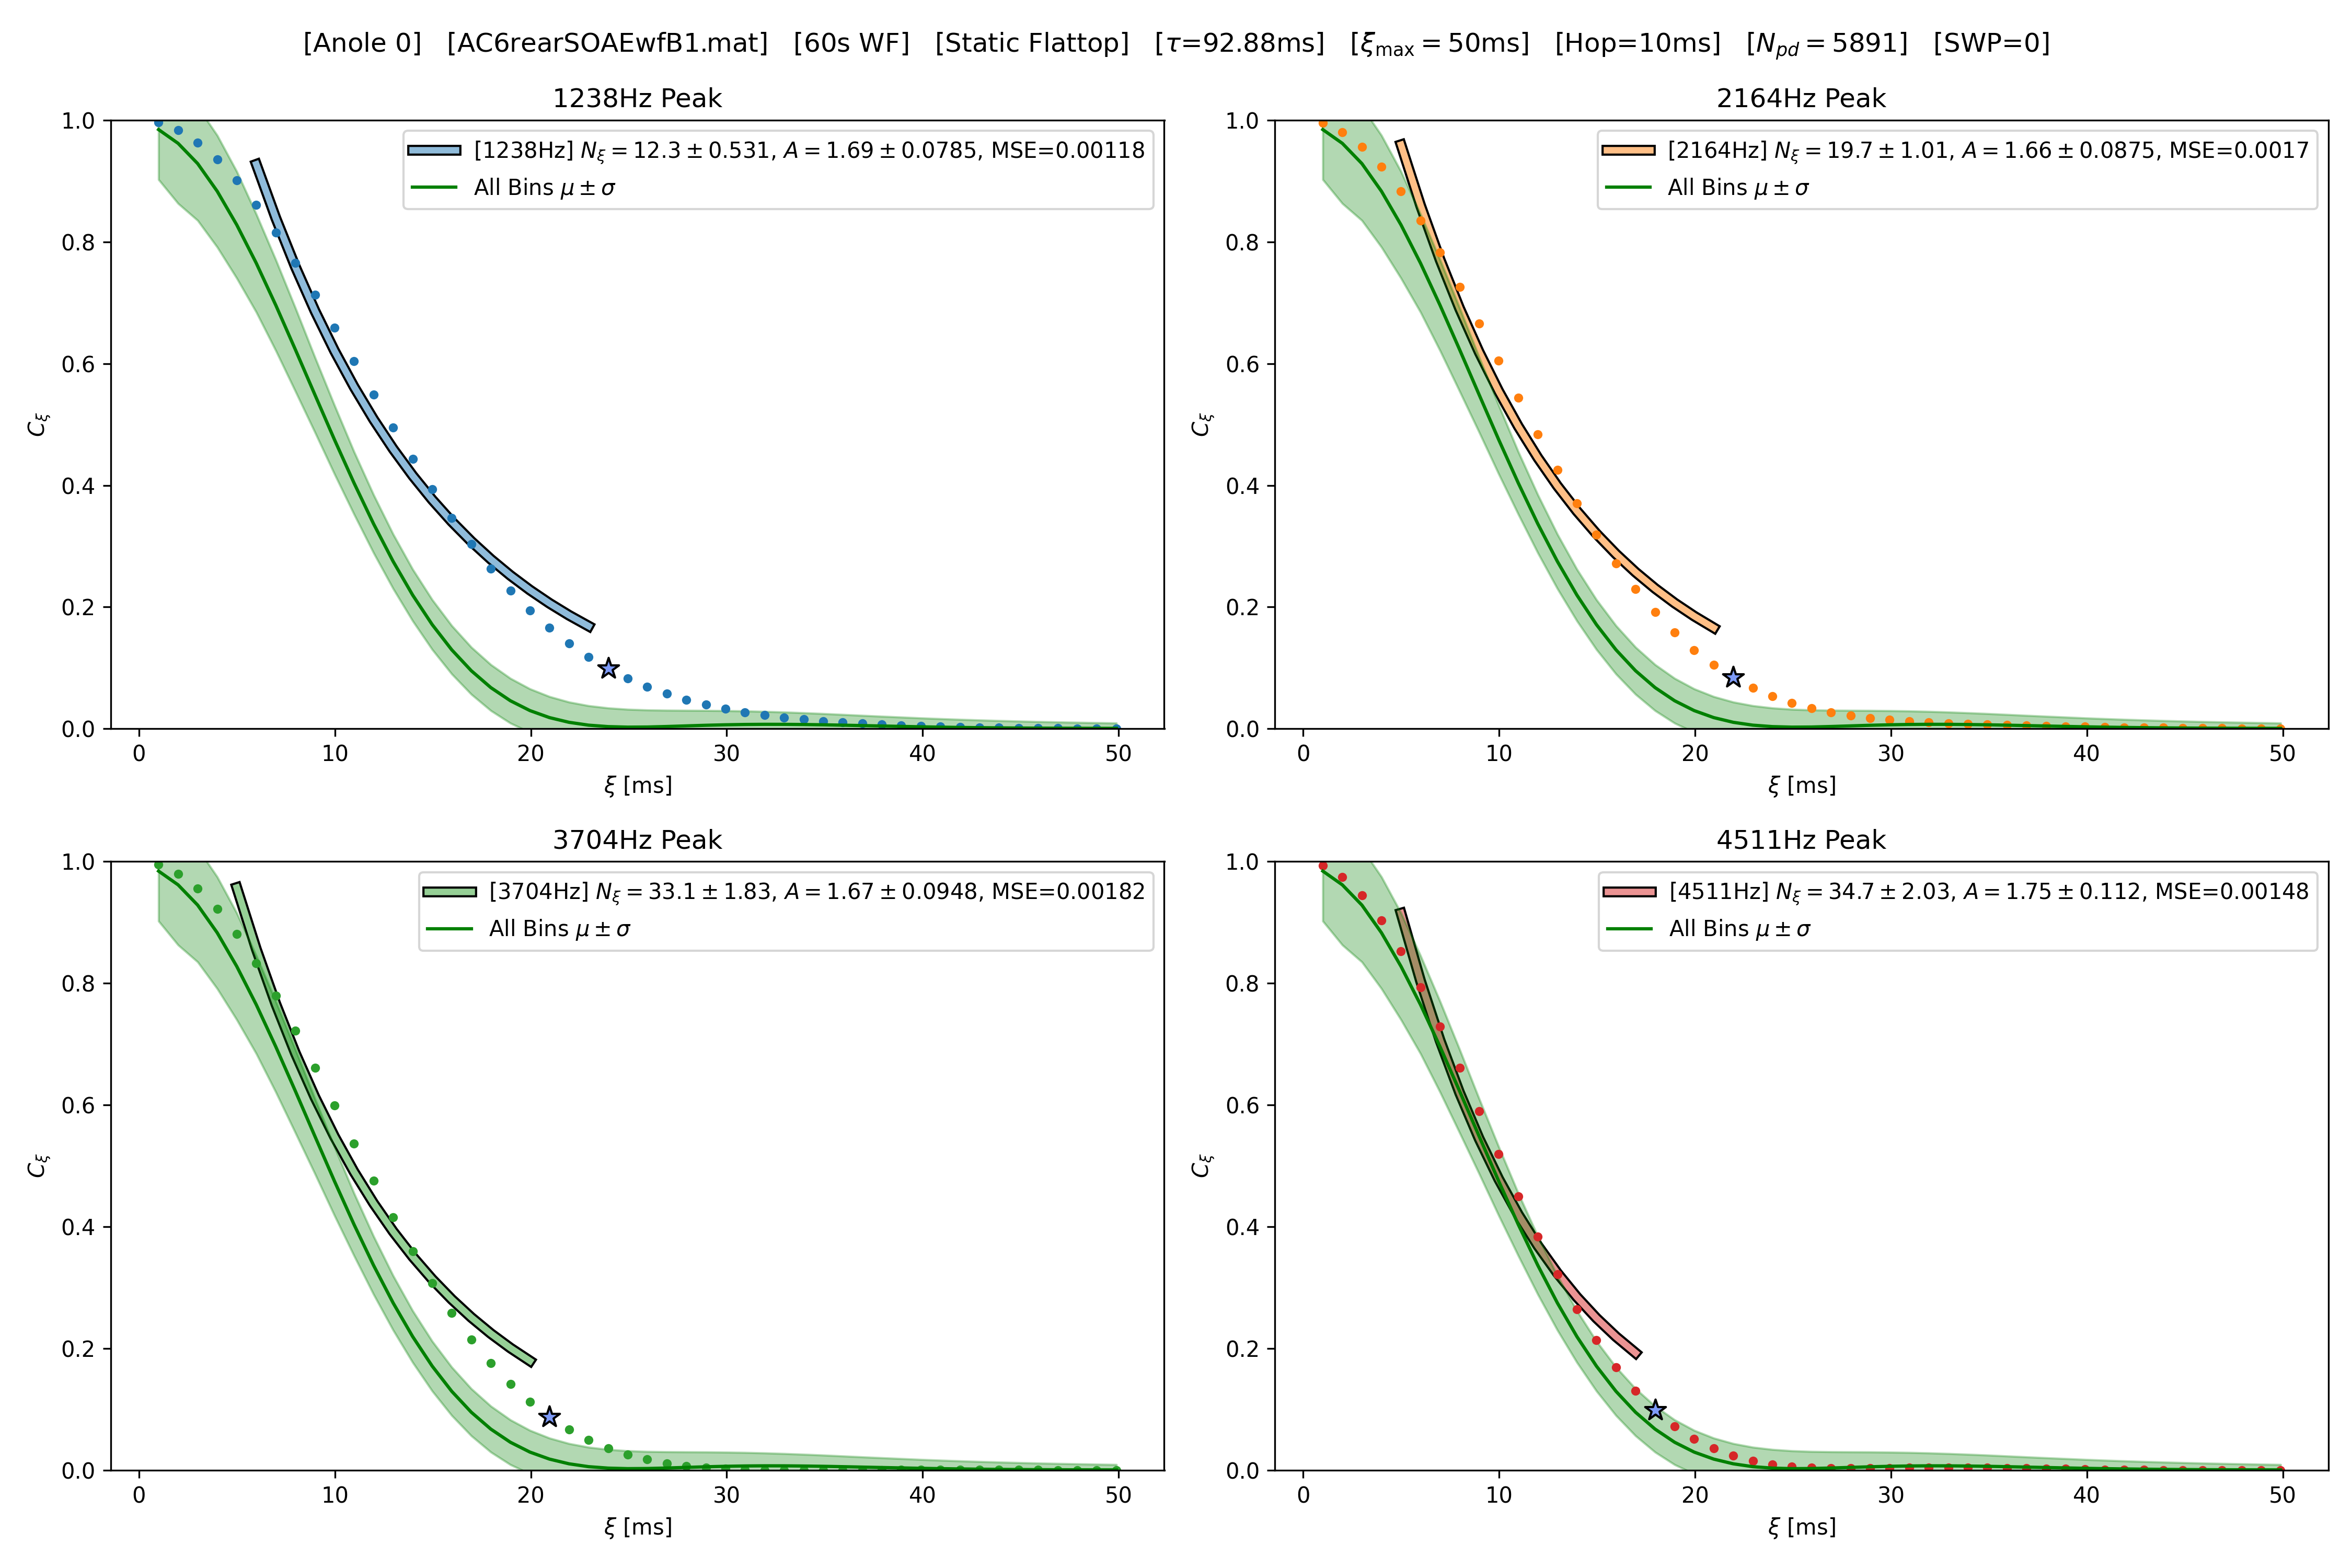 [Anole 0] [AC6rearSOAEwfB1.mat] [60s WF] [Static Flattop] [τ=92.88ms] [ξmax = 50ms] [Hop=10ms] [Npd = 5891] [SWP=0]
1238Hz Peak
[1238Hz] Nξ = 12.3 ± 0.531, A = 1.69 ± 0.0785, MSE=0.00118
All Bins μ ± σ
1.0
0.8
0.6
0.4
0.2
0.0
Cξ
0 10 20 30 40 50
ξ [ms]
2164Hz Peak
[2164Hz] Nξ = 19.7 ± 1.01, A = 1.66 ± 0.0875, MSE=0.0017
All Bins μ ± σ
1.0
0.8
0.6
0.4
0.2
0.0
Cξ
0 10 20 30 40 50
ξ [ms]
3704Hz Peak
[3704Hz] Nξ = 33.1 ± 1.83, A = 1.67 ± 0.0948, MSE=0.00182
All Bins μ ± σ
1.0
0.8
0.6
0.4
0.2
0.0
Cξ
0 10 20 30 40 50
ξ [ms]
4511Hz Peak
[4511Hz] Nξ = 34.7 ± 2.03, A = 1.75 ± 0.112, MSE=0.00148
All Bins μ ± σ
1.0
0.8
0.6
0.4
0.2
0.0
Cξ
0 10 20 30 40 50
ξ [ms]